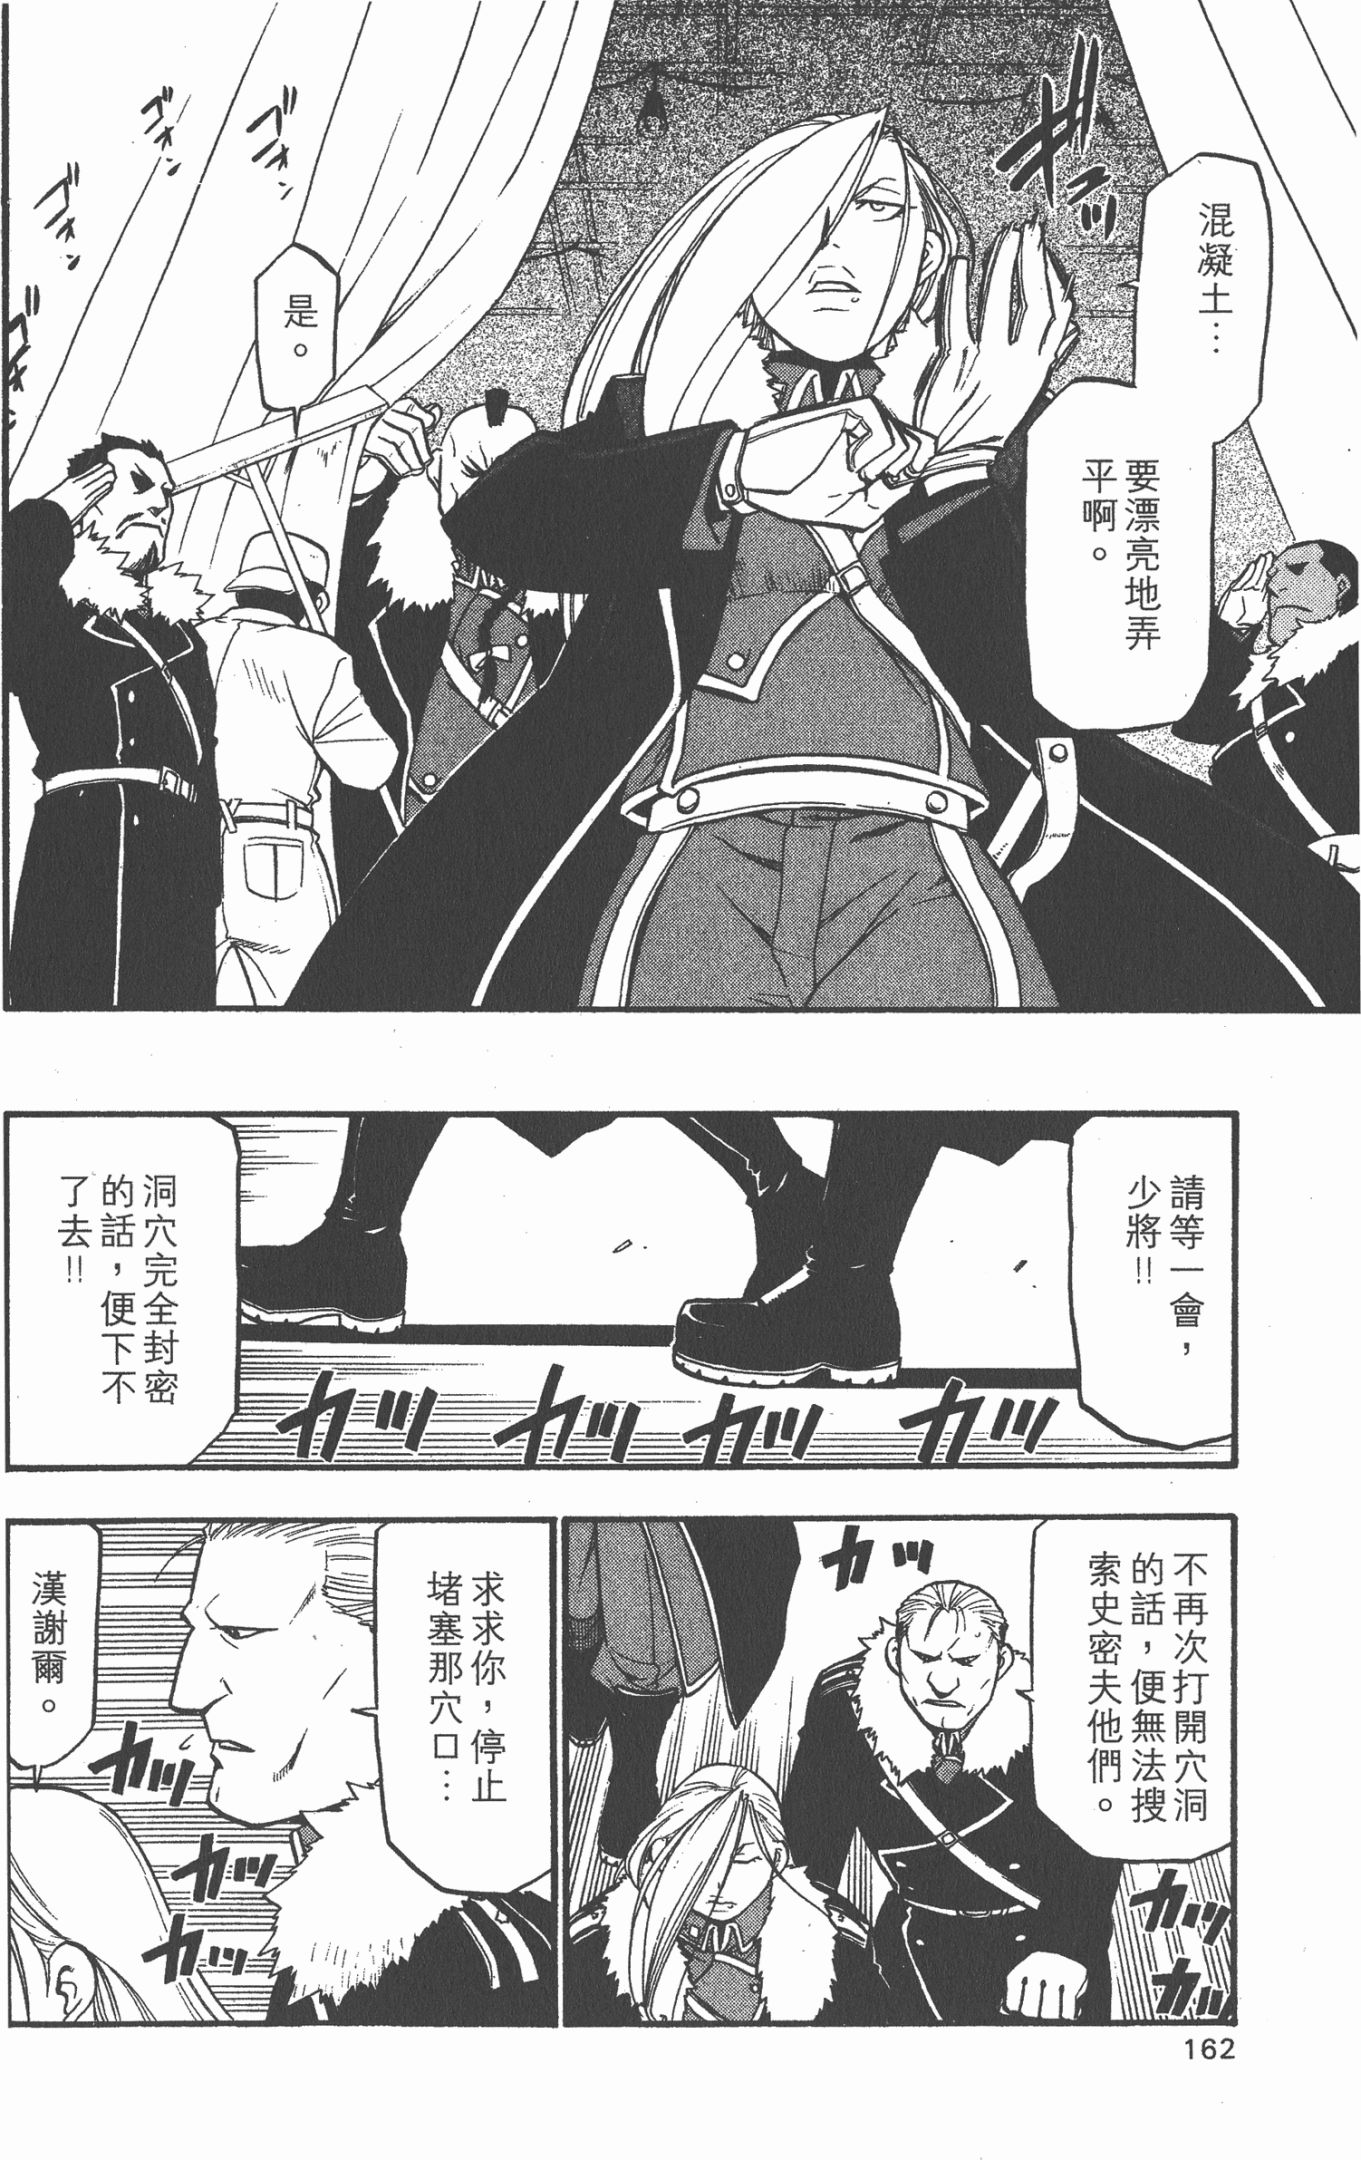 ギュッ
混凝土⋯
要漂亮地弄
平啊。
是。
ゴォン
ゴォン
ゴォン
請等一會，
少將!!
洞穴完全封密
的話，便下不
了去!!
カッ
カッ
カッ
カッ
不再次打開穴洞
的話，便無法搜
索史密夫他們。
カッ
カッ
カッ
求求你，停止
堵塞那穴口⋯
漢謝爾。
カッ
カッ
カッ
162